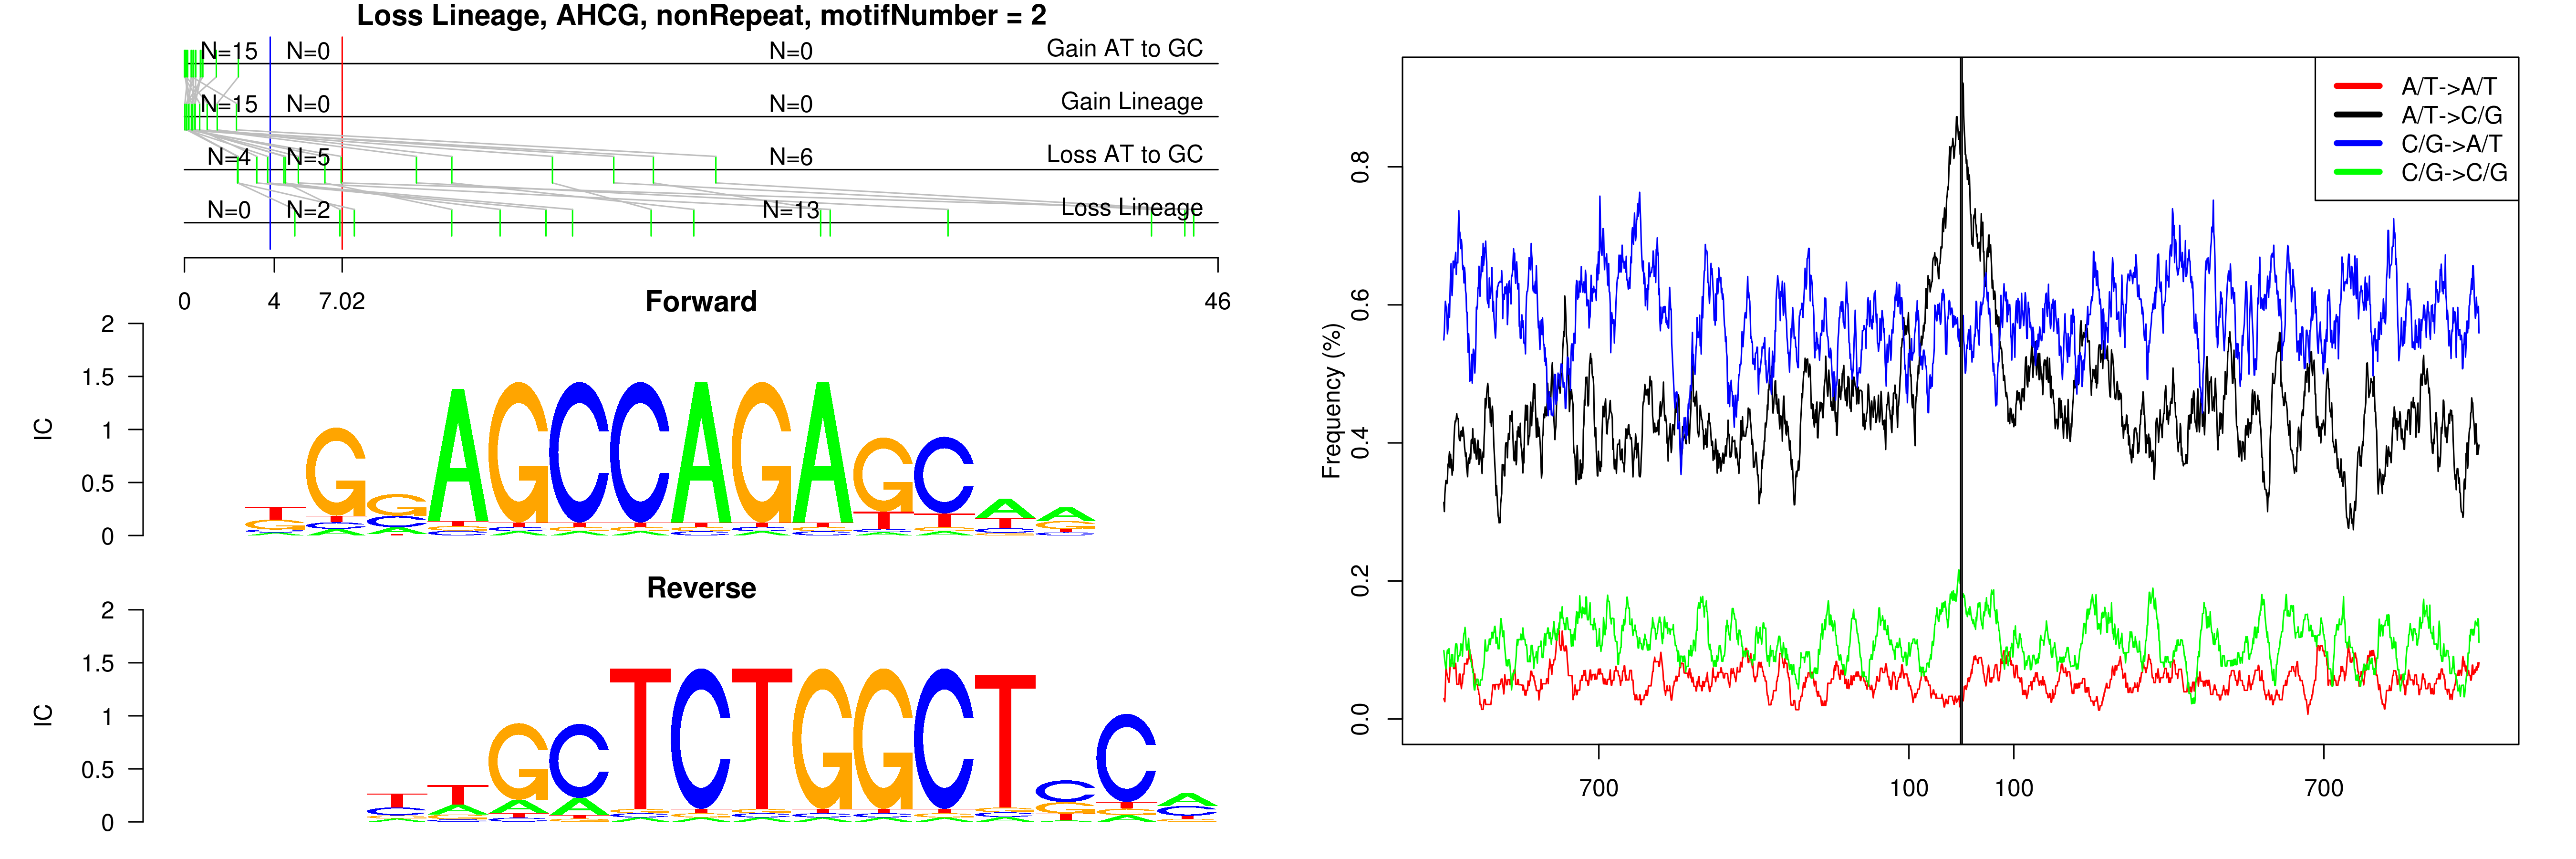 Loss Lineage, AHCG, nonRepeat, motifNumber = 2
N=15 N=0 N=0 Gain AT to GC
N=15 N=0 N=0 Gain Lineage
N=4 N=5 N=6 Loss AT to GC
N=0 N=2 N=13 Loss Lineage
0 4 7.02 46
Forward
2
1.5
1
0.5
0
IC
GGAGCCAGAGC
Reverse
2
1.5
1
0.5
0
IC
GCTCTGGCTCC
A/T->A/T
A/T->C/G
C/G->A/T
C/G->C/G
Frequency (%)
0.8
0.6
0.4
0.2
0.0
700 100 100 700